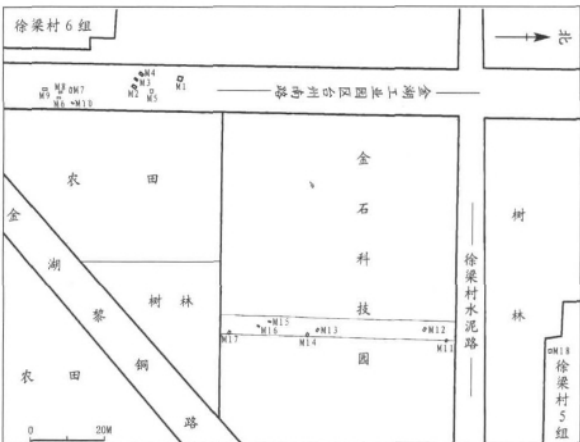 徐梁村6组
北
M4
M3
M1
M8
M7
M2
M5
M9
M6
M10
金湖工业园区台州南路
农田
金石科技园
树林
金湖黎铜路
树林
徐梁村水泥路
M15
M16
M17
M13
M14
M12
M11
M18
徐梁村5组
农田
0 20M